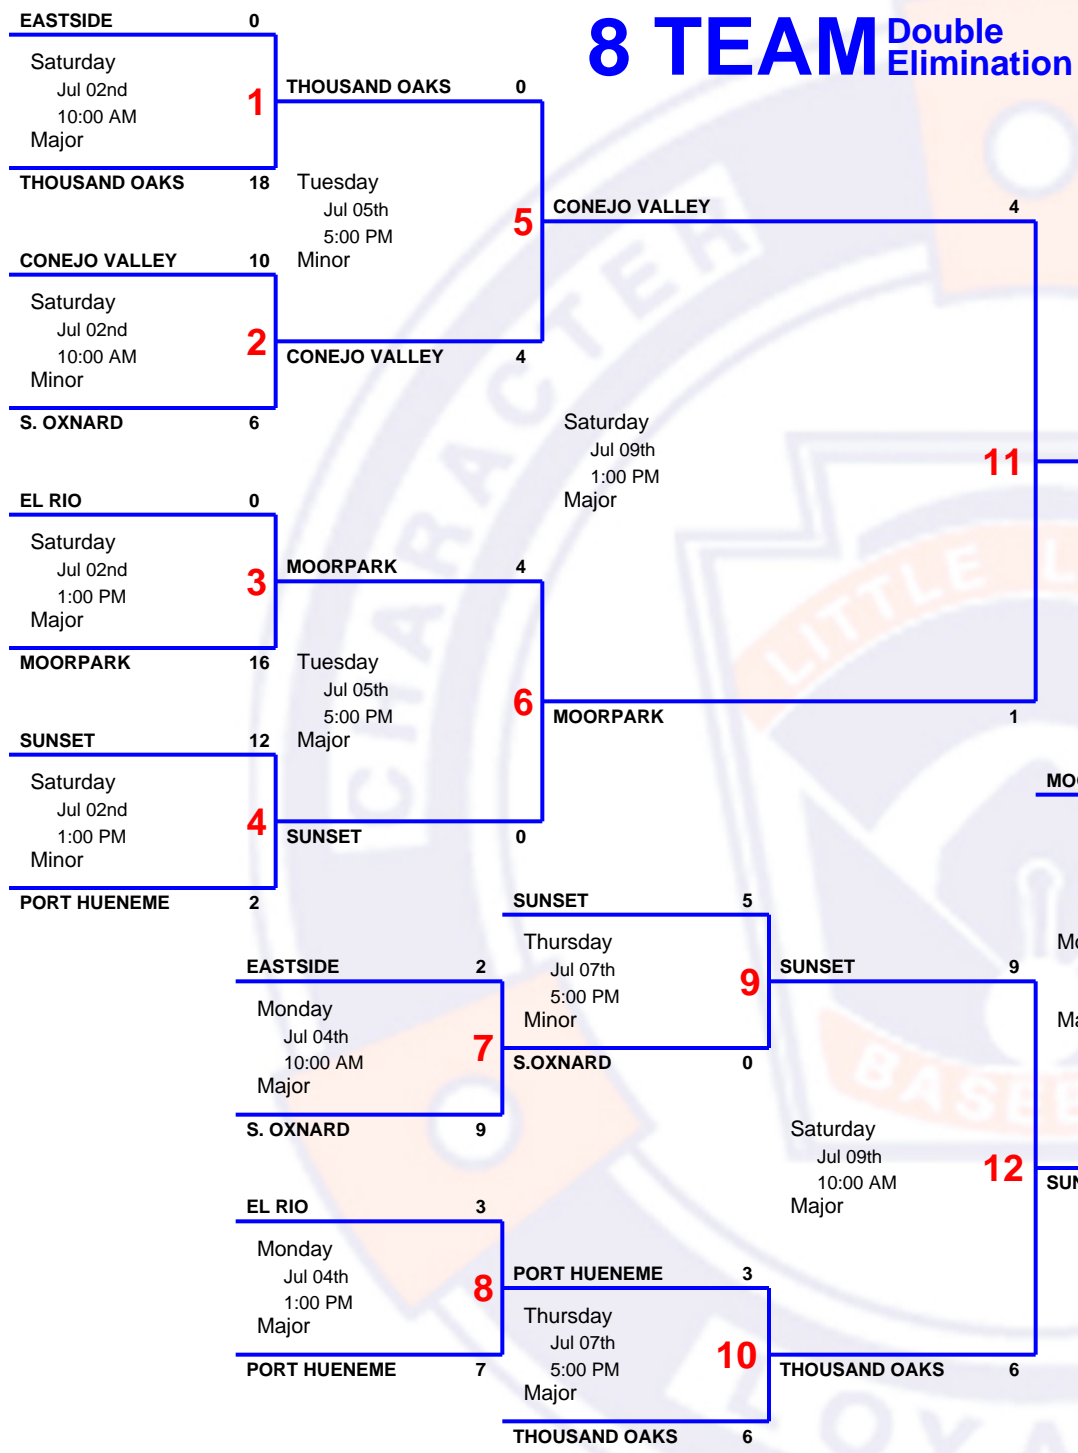 8 TEAM Double Elimination
EASTSIDE 0
Saturday
Jul 02nd
10:00 AM
Major
1
THOUSAND OAKS 18
THOUSAND OAKS 0
Tuesday
Jul 05th
5:00 PM
Minor
5
CONEJO VALLEY 4
CONEJO VALLEY 10
Saturday
Jul 02nd
10:00 AM
Minor
2
S. OXNARD 6
CONEJO VALLEY 4
Saturday
Jul 09th
1:00 PM
Major
11
EL RIO 0
Saturday
Jul 02nd
1:00 PM
Major
3
MOORPARK 16
MOORPARK 4
Tuesday
Jul 05th
5:00 PM
Major
6
MOORPARK 1
SUNSET 12
Saturday
Jul 02nd
1:00 PM
Minor
4
PORT HUENEME 2
SUNSET 0
SUNSET 5
Thursday
Jul 07th
5:00 PM
Minor
9
S.OXNARD 0
SUNSET 9
EASTSIDE 2
Monday
Jul 04th
10:00 AM
Major
7
S. OXNARD 9
Saturday
Jul 09th
10:00 AM
Major
12
EL RIO 3
Monday
Jul 04th
1:00 PM
Major
8
PORT HUENEME 7
PORT HUENEME 3
Thursday
Jul 07th
5:00 PM
Major
10
THOUSAND OAKS 6
THOUSAND OAKS 6
CHARACTER
LITTLE L
BASEB
LOYA